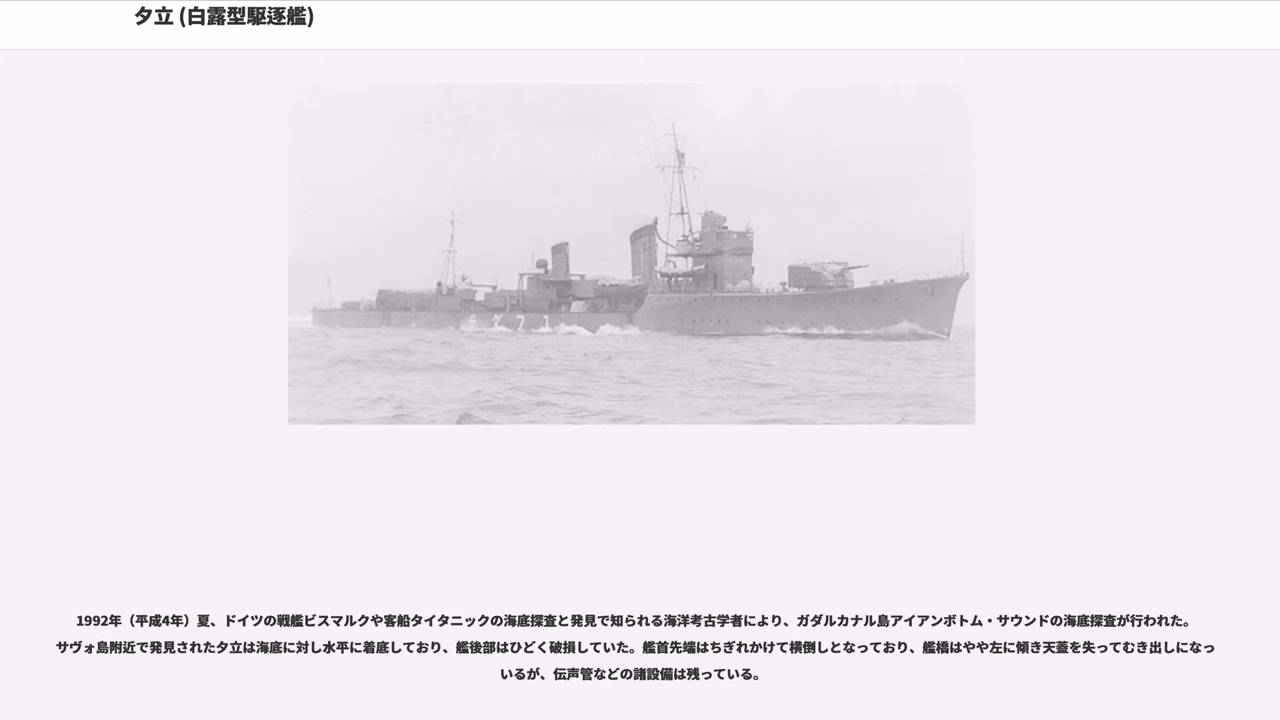 夕立 (白露型駆逐艦)
1992年（平成4年）夏、ドイツの戦艦ビスマルクや客船タイタニックの海底探査と発見で知られる海洋考古学者により、ガダルカナル島アイアンボトム・サウンドの海底探査が行われた。
サヴォ島附近で発見された夕立は海底に対し水平に着底しており、艦後部はひどく破損していた。艦首先端はちぎれかけて横倒しとなっており、艦橋はやや左に傾き天蓋を失ってむき出しになっ
いるが、伝声管などの諸設備は残っている。